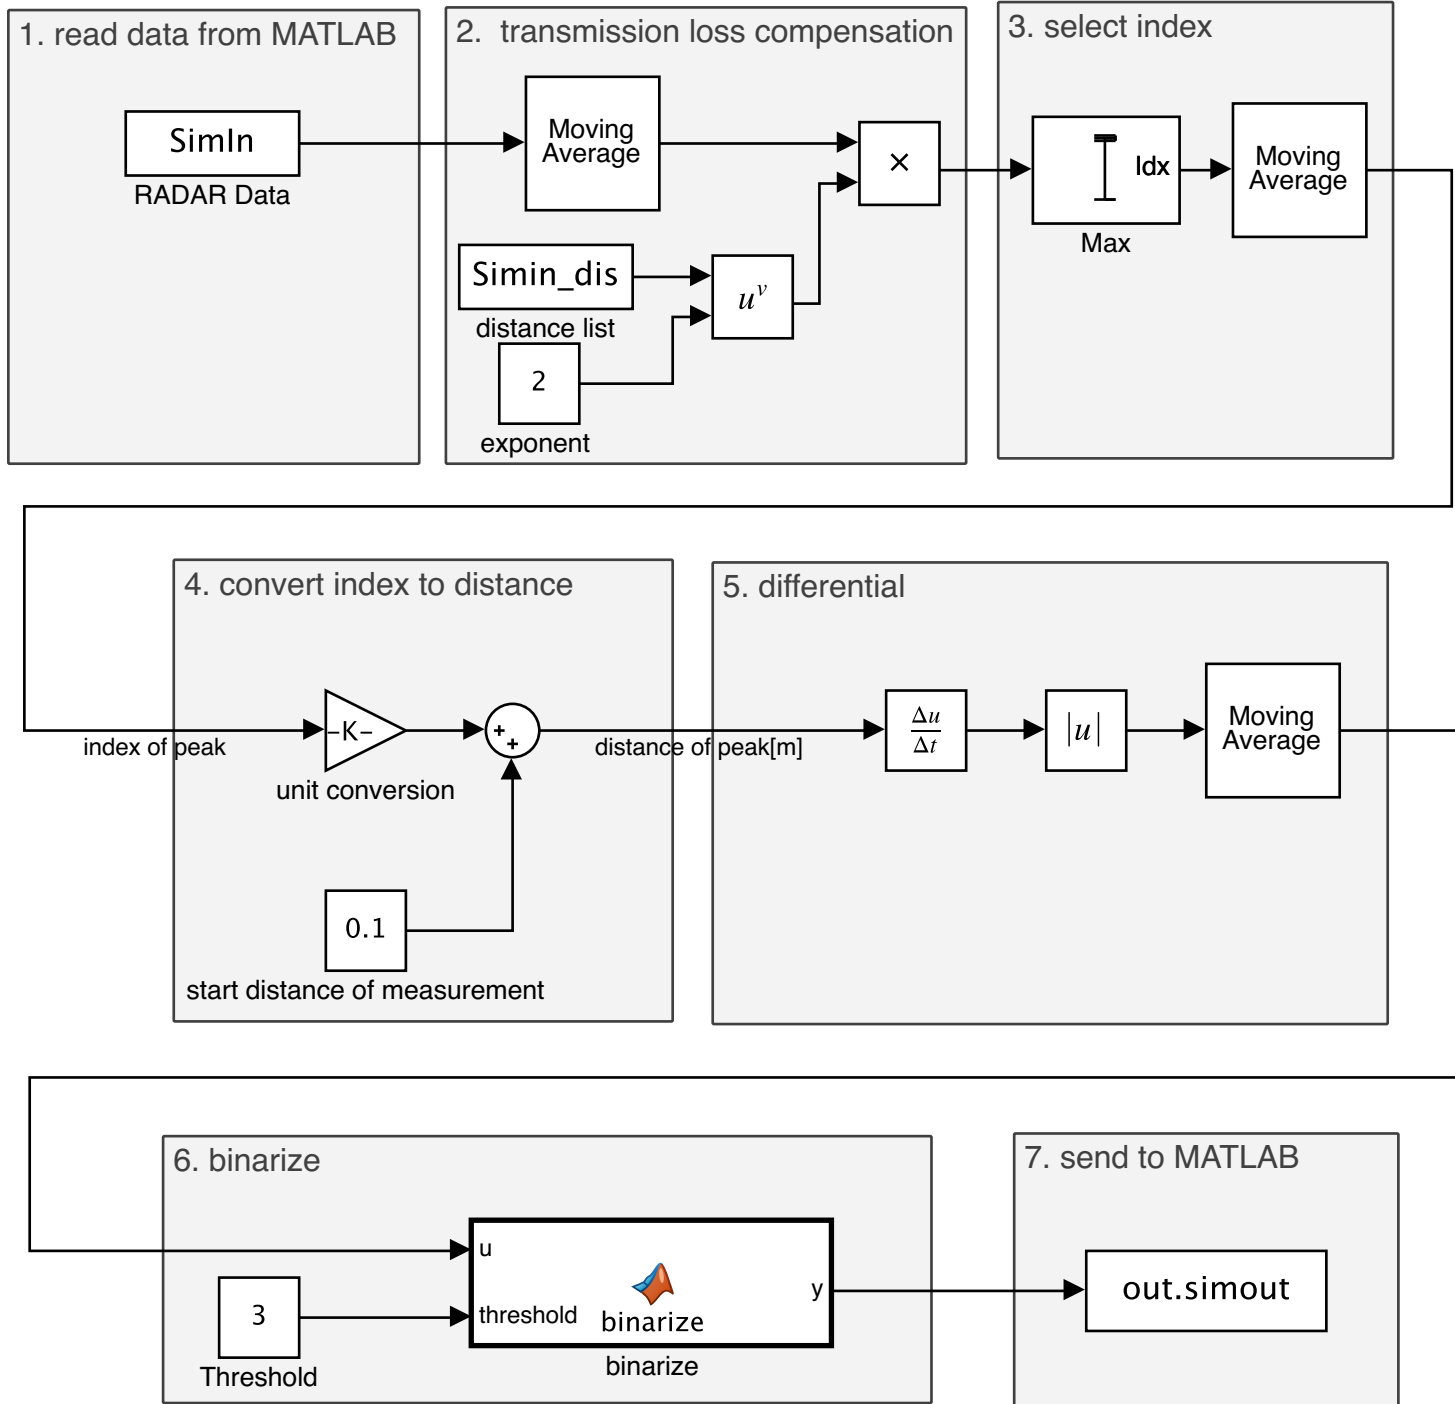 1. read data from MATLAB
SimIn
RADAR Data
2. transmission loss compensation
Moving
Average
×
Simin_dis
distance list
u^v
2
exponent
3. select index
Idx
Max
Moving
Average
4. convert index to distance
index of peak
-K-
unit conversion
+
+
0.1
start distance of measurement
distance of peak[m]
5. differential
Δu
Δt
|u|
Moving
Average
6. binarize
u
threshold
y
binarize
binarize
3
Threshold
7. send to MATLAB
out.simout